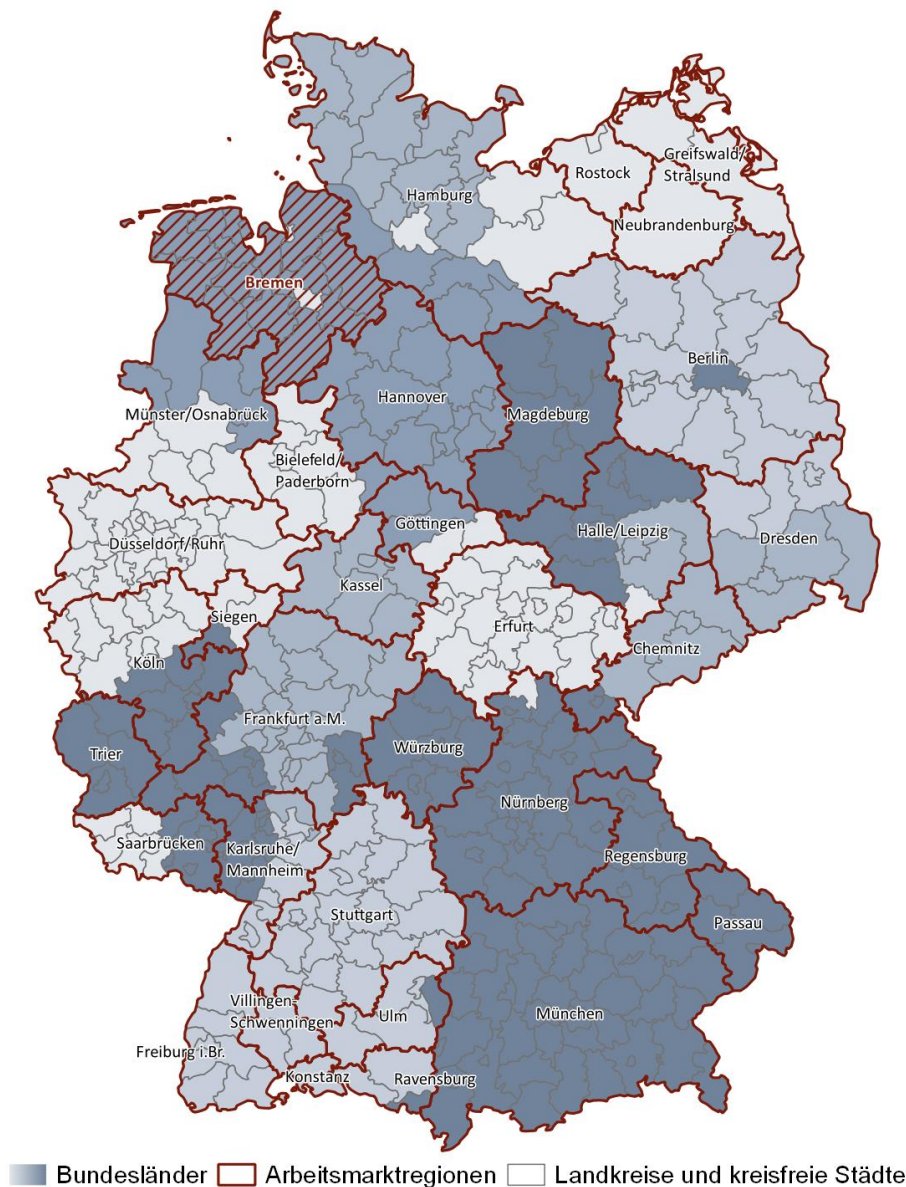 Greifswald/
Stralsund
Rostock
Hamburg
Neubrandenburg
Bremen
Berlin
Hannover
Münster/Osnabrück
Magdeburg
Bielefeld/
Paderborn
Göttingen
Halle/Leipzig
Dresden
Düsseldorf/Ruhr
Kassel
Siegen
Erfurt
Chemnitz
Köln
Frankfurt a.M.
Würzburg
Trier
Nürnberg
Saarbrücken
Karlsruhe/
Mannheim
Regensburg
Stuttgart
Passau
Villingen-
Schwenningen
Ulm
München
Freiburg i.Br.
Konstanz
Ravensburg
Bundesländer
Arbeitsmarktregionen
Landkreise und kreisfreie Städte